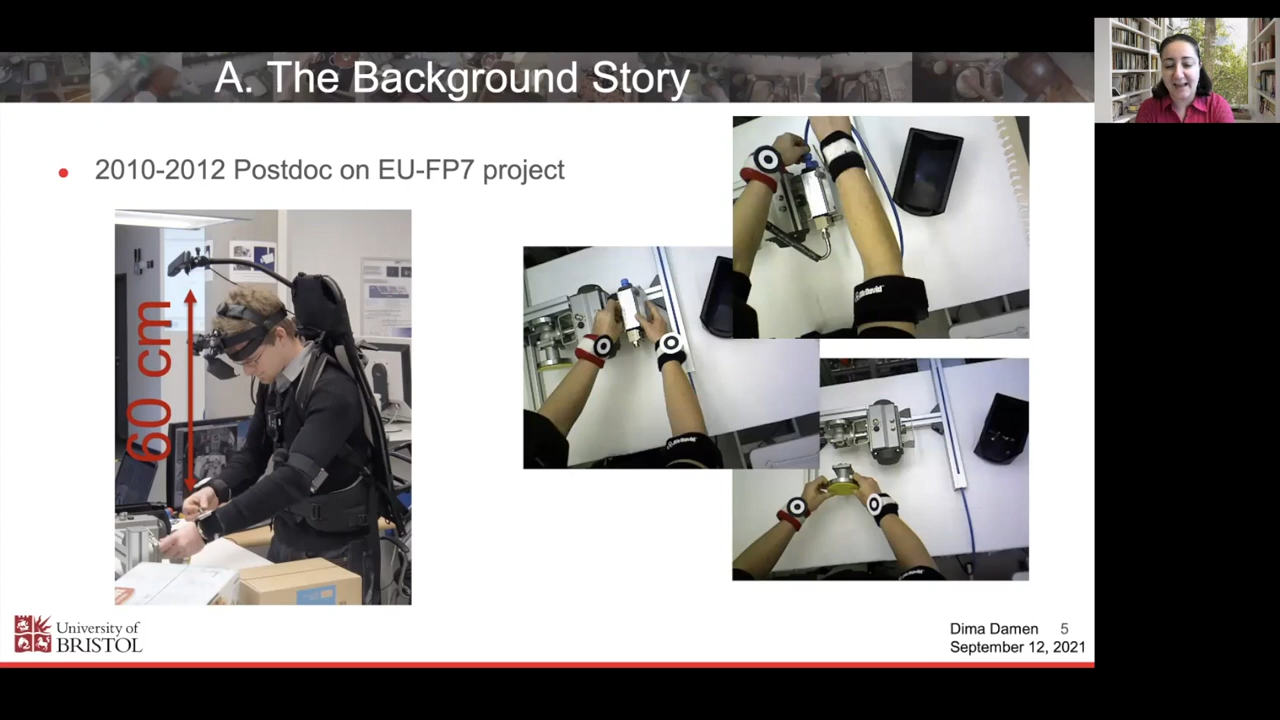 A. The Background Story
2010-2012 Postdoc on EU-FP7 project
60 cm
McDavid
University of
BRISTOL
Dima Damen 5
September 12, 2021